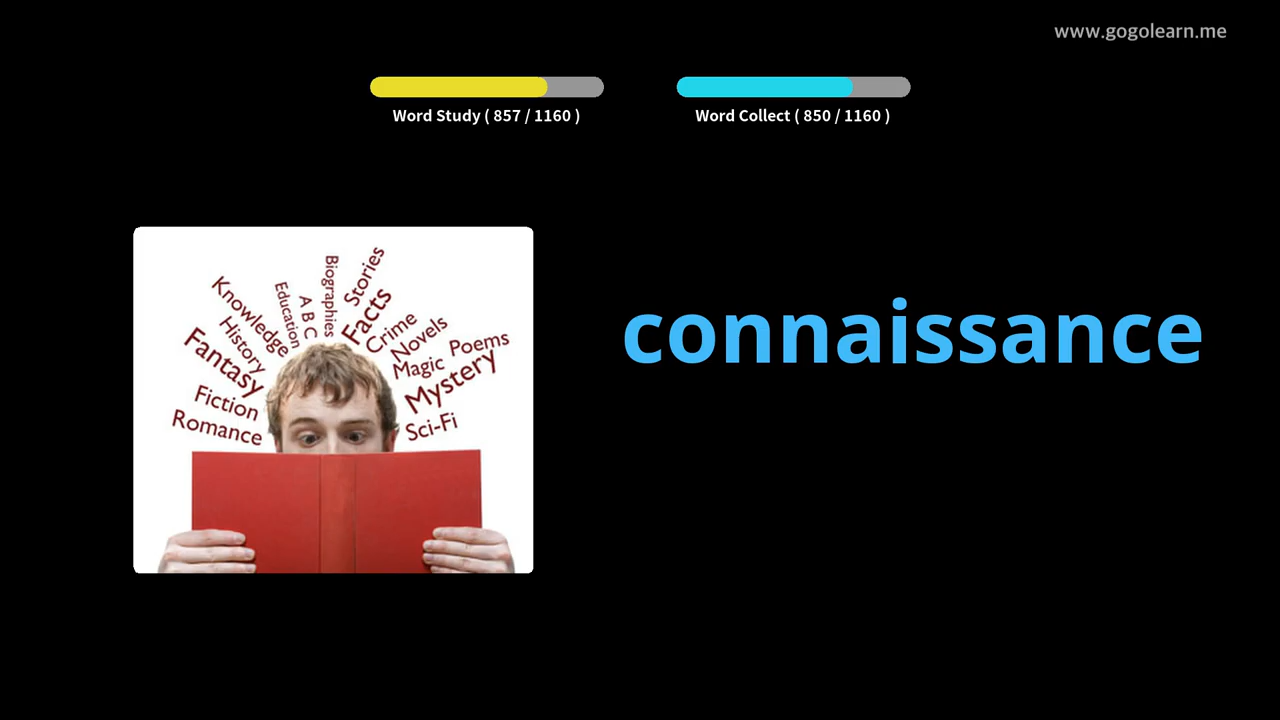 www.gogolearn.me
Word Study ( 857 / 1160 )
Word Collect ( 850 / 1160 )
connaissance
Romance
Fiction
Fantasy
History
Knowledge
Education
A B C
Biographies
Stories
Facts
Crime
Novels
Magic
Poems
Mystery
Sci-Fi